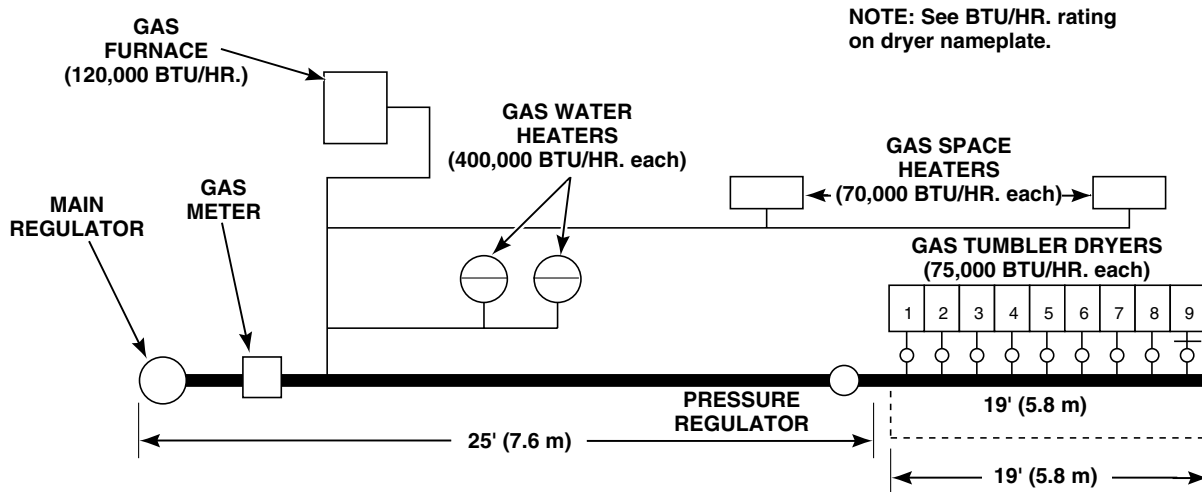 GAS
FURNACE
(120,000 BTU/HR.)
NOTE: See BTU/HR. rating
on dryer nameplate.
GAS WATER
HEATERS
(400,000 BTU/HR. each)
GAS SPACE
HEATERS
(70,000 BTU/HR. each)
MAIN
REGULATOR
GAS
METER
GAS TUMBLER DRYERS
(75,000 BTU/HR. each)
1 2 3 4 5 6 7 8 9
PRESSURE
REGULATOR
19' (5.8 m)
25' (7.6 m)
19' (5.8 m)